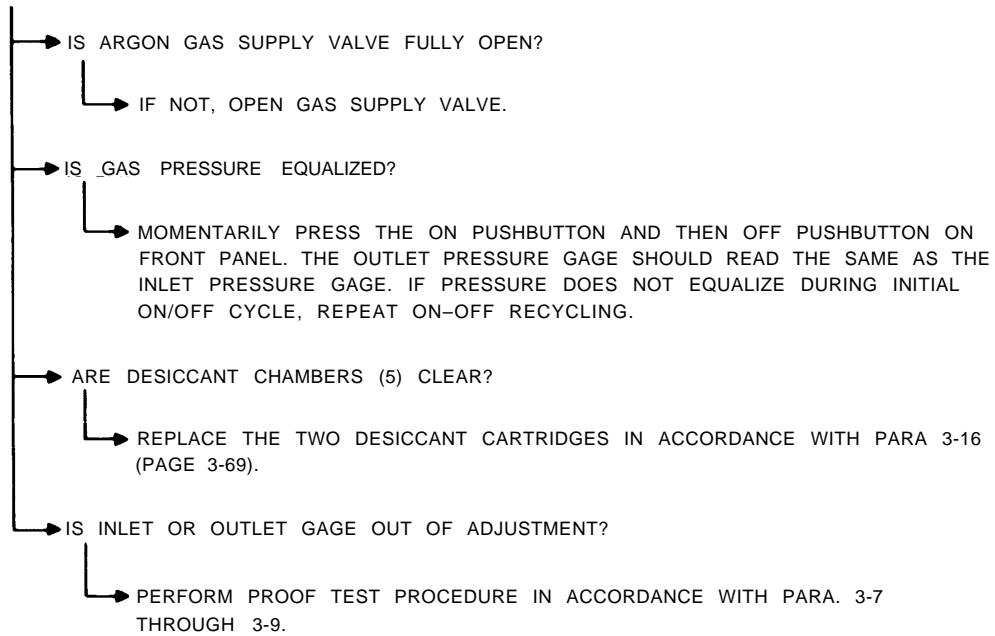 IS ARGON GAS SUPPLY VALVE FULLY OPEN?
IF NOT, OPEN GAS SUPPLY VALVE.
IS GAS PRESSURE EQUALIZED?
MOMENTARILY PRESS THE ON PUSHBUTTON AND THEN OFF PUSHBUTTON ON
FRONT PANEL. THE OUTLET PRESSURE GAGE SHOULD READ THE SAME AS THE
INLET PRESSURE GAGE. IF PRESSURE DOES NOT EQUALIZE DURING INITIAL
ON/OFF CYCLE, REPEAT ON–OFF RECYCLING.
ARE DESICCANT CHAMBERS (5) CLEAR?
REPLACE THE TWO DESICCANT CARTRIDGES IN ACCORDANCE WITH PARA 3-16
(PAGE 3-69).
IS INLET OR OUTLET GAGE OUT OF ADJUSTMENT?
PERFORM PROOF TEST PROCEDURE IN ACCORDANCE WITH PARA. 3-7
THROUGH 3-9.